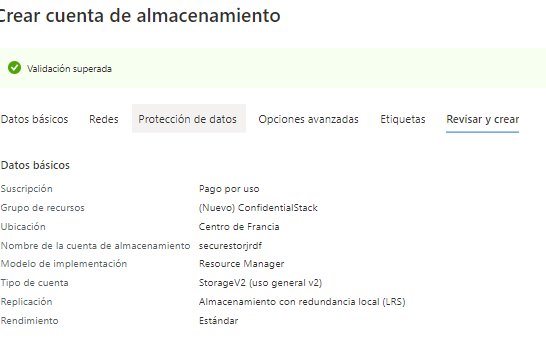 Crear cuenta de almacenamiento
Validación superada
Datos básicos Redes Protección de datos Opciones avanzadas Etiquetas Revisar y crear
Datos básicos
Suscripción Pago por uso
Grupo de recursos (Nuevo) ConfidentialStack
Ubicación Centro de Francia
Nombre de la cuenta de almacenamiento securestorjrdf
Modelo de implementación Resource Manager
Tipo de cuenta StorageV2 (uso general v2)
Replicación Almacenamiento con redundancia local (LRS)
Rendimiento Estándar